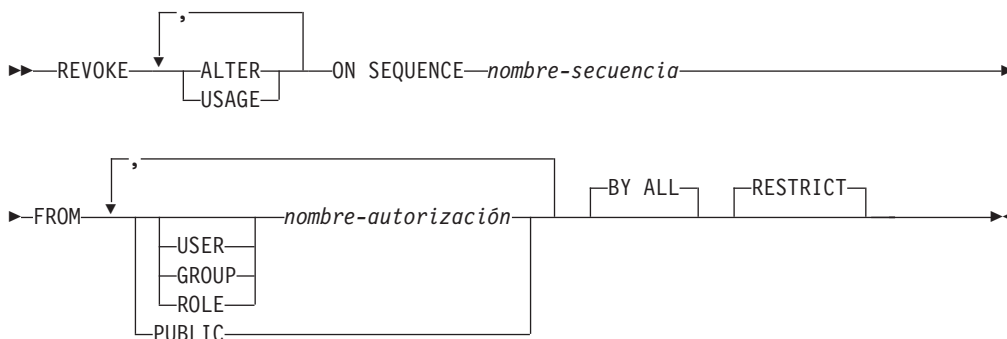 ,
REVOKE ALTER ON SEQUENCE nombre-secuencia
USAGE
,
BY ALL RESTRICT
FROM nombre-autorización
USER
GROUP
ROLE
PUBLIC